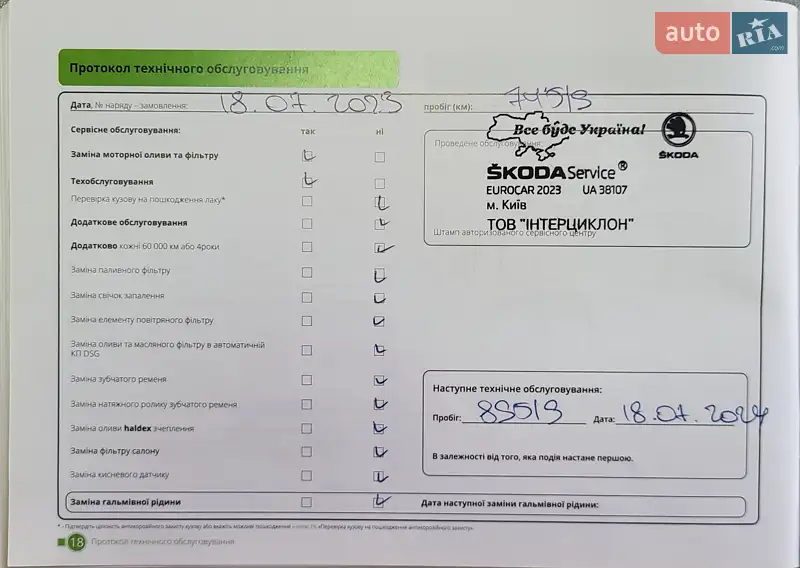 auto RIA .com
Протокол технічного обслуговування
Дата, № наряду – замовлення: 18.07.2023
пробіг (км): 74519
Сервісне обслуговування: так ні
Заміна моторної оливи та фільтру
Техобслуговування
Перевірка кузову на пошкодження лаку*
Додаткове обслуговування
Додатково кожні 60 000 км або 4роки
Заміна паливного фільтру
Заміна свічок запалення
Заміна елементу повітряного фільтру
Заміна оливи та масляного фільтру в автоматичній
КП DSG
Заміна зубчатого ременя
Заміна натяжного ролику зубчатого ременя
Заміна оливи haldex зчеплення
Заміна фільтру салону
Заміна кисневого датчику
Заміна гальмівної рідини
Проведене обслуговування:
Все буде Україна!
ŠKODA
ŠKODA Service®
EUROCAR 2023 UA 38107
м. Київ
ТОВ "ІНТЕРЦИКЛОН"
Штамп авторизованого сервісного центру
Наступне технічне обслуговування:
Пробіг: 89519 Дата: 18.07.2024
В залежності від того, яка подія настане першою.
Дата наступної заміни гальмівної рідини:
18 Протокол технічного обслуговування